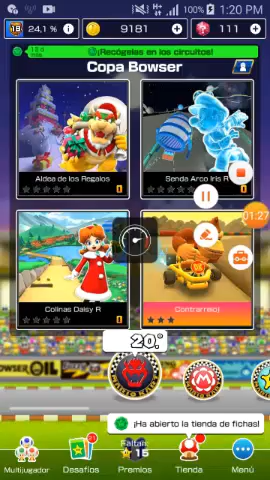 1:20 PM
100%
18
24,1 %
9181
111
¡Recógelos en los circuitos!
Copa Bowser
Aldea de los Regalos
Senda Arco Iris R
01:27
Colinas Daisy R
Contrarreloj
20.º
¡Ha abierto la tienda de fichas!
Faltan:
15
Multijugador
Desafíos
Premios
Tienda
Menú